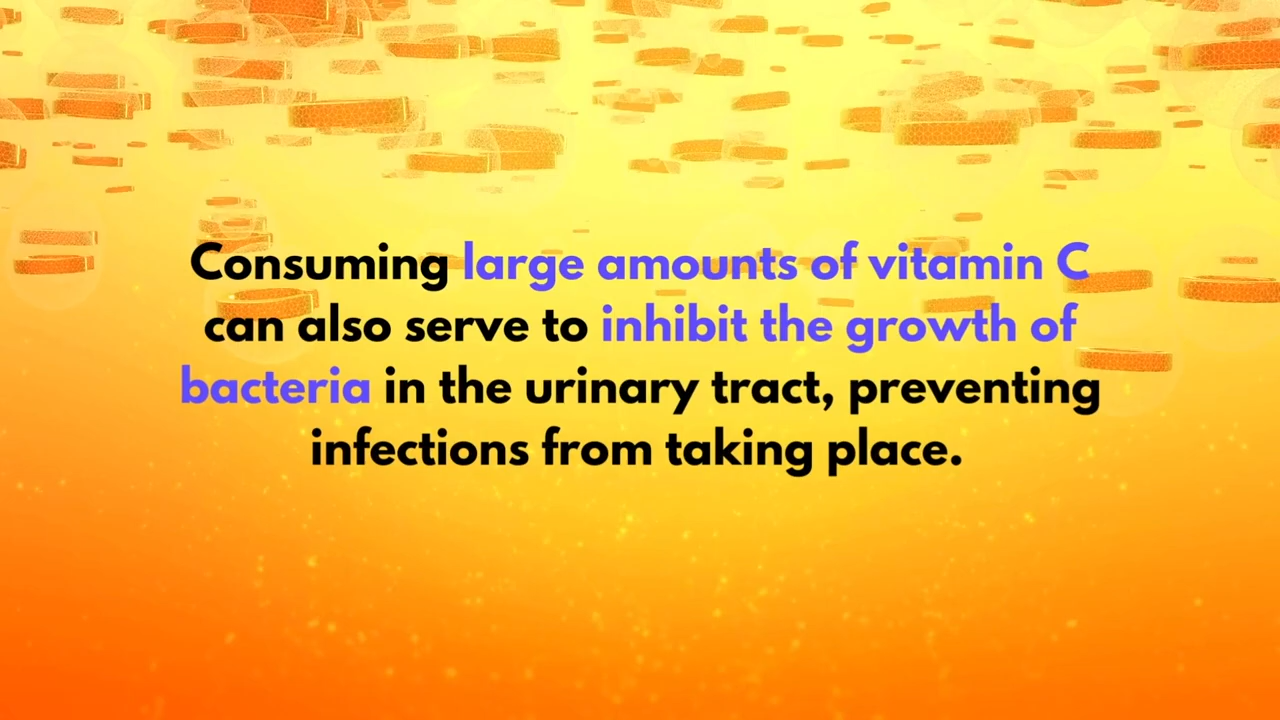 Consuming large amounts of vitamin C
can also serve to inhibit the growth of
bacteria in the urinary tract, preventing
infections from taking place.